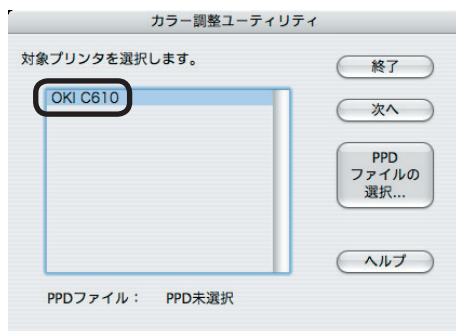 カラー調整ユーティリティ
対象プリンタを選択します。
OKI C610
終了
次へ
PPD
ファイルの
選択...
ヘルプ
PPDファイル： PPD未選択